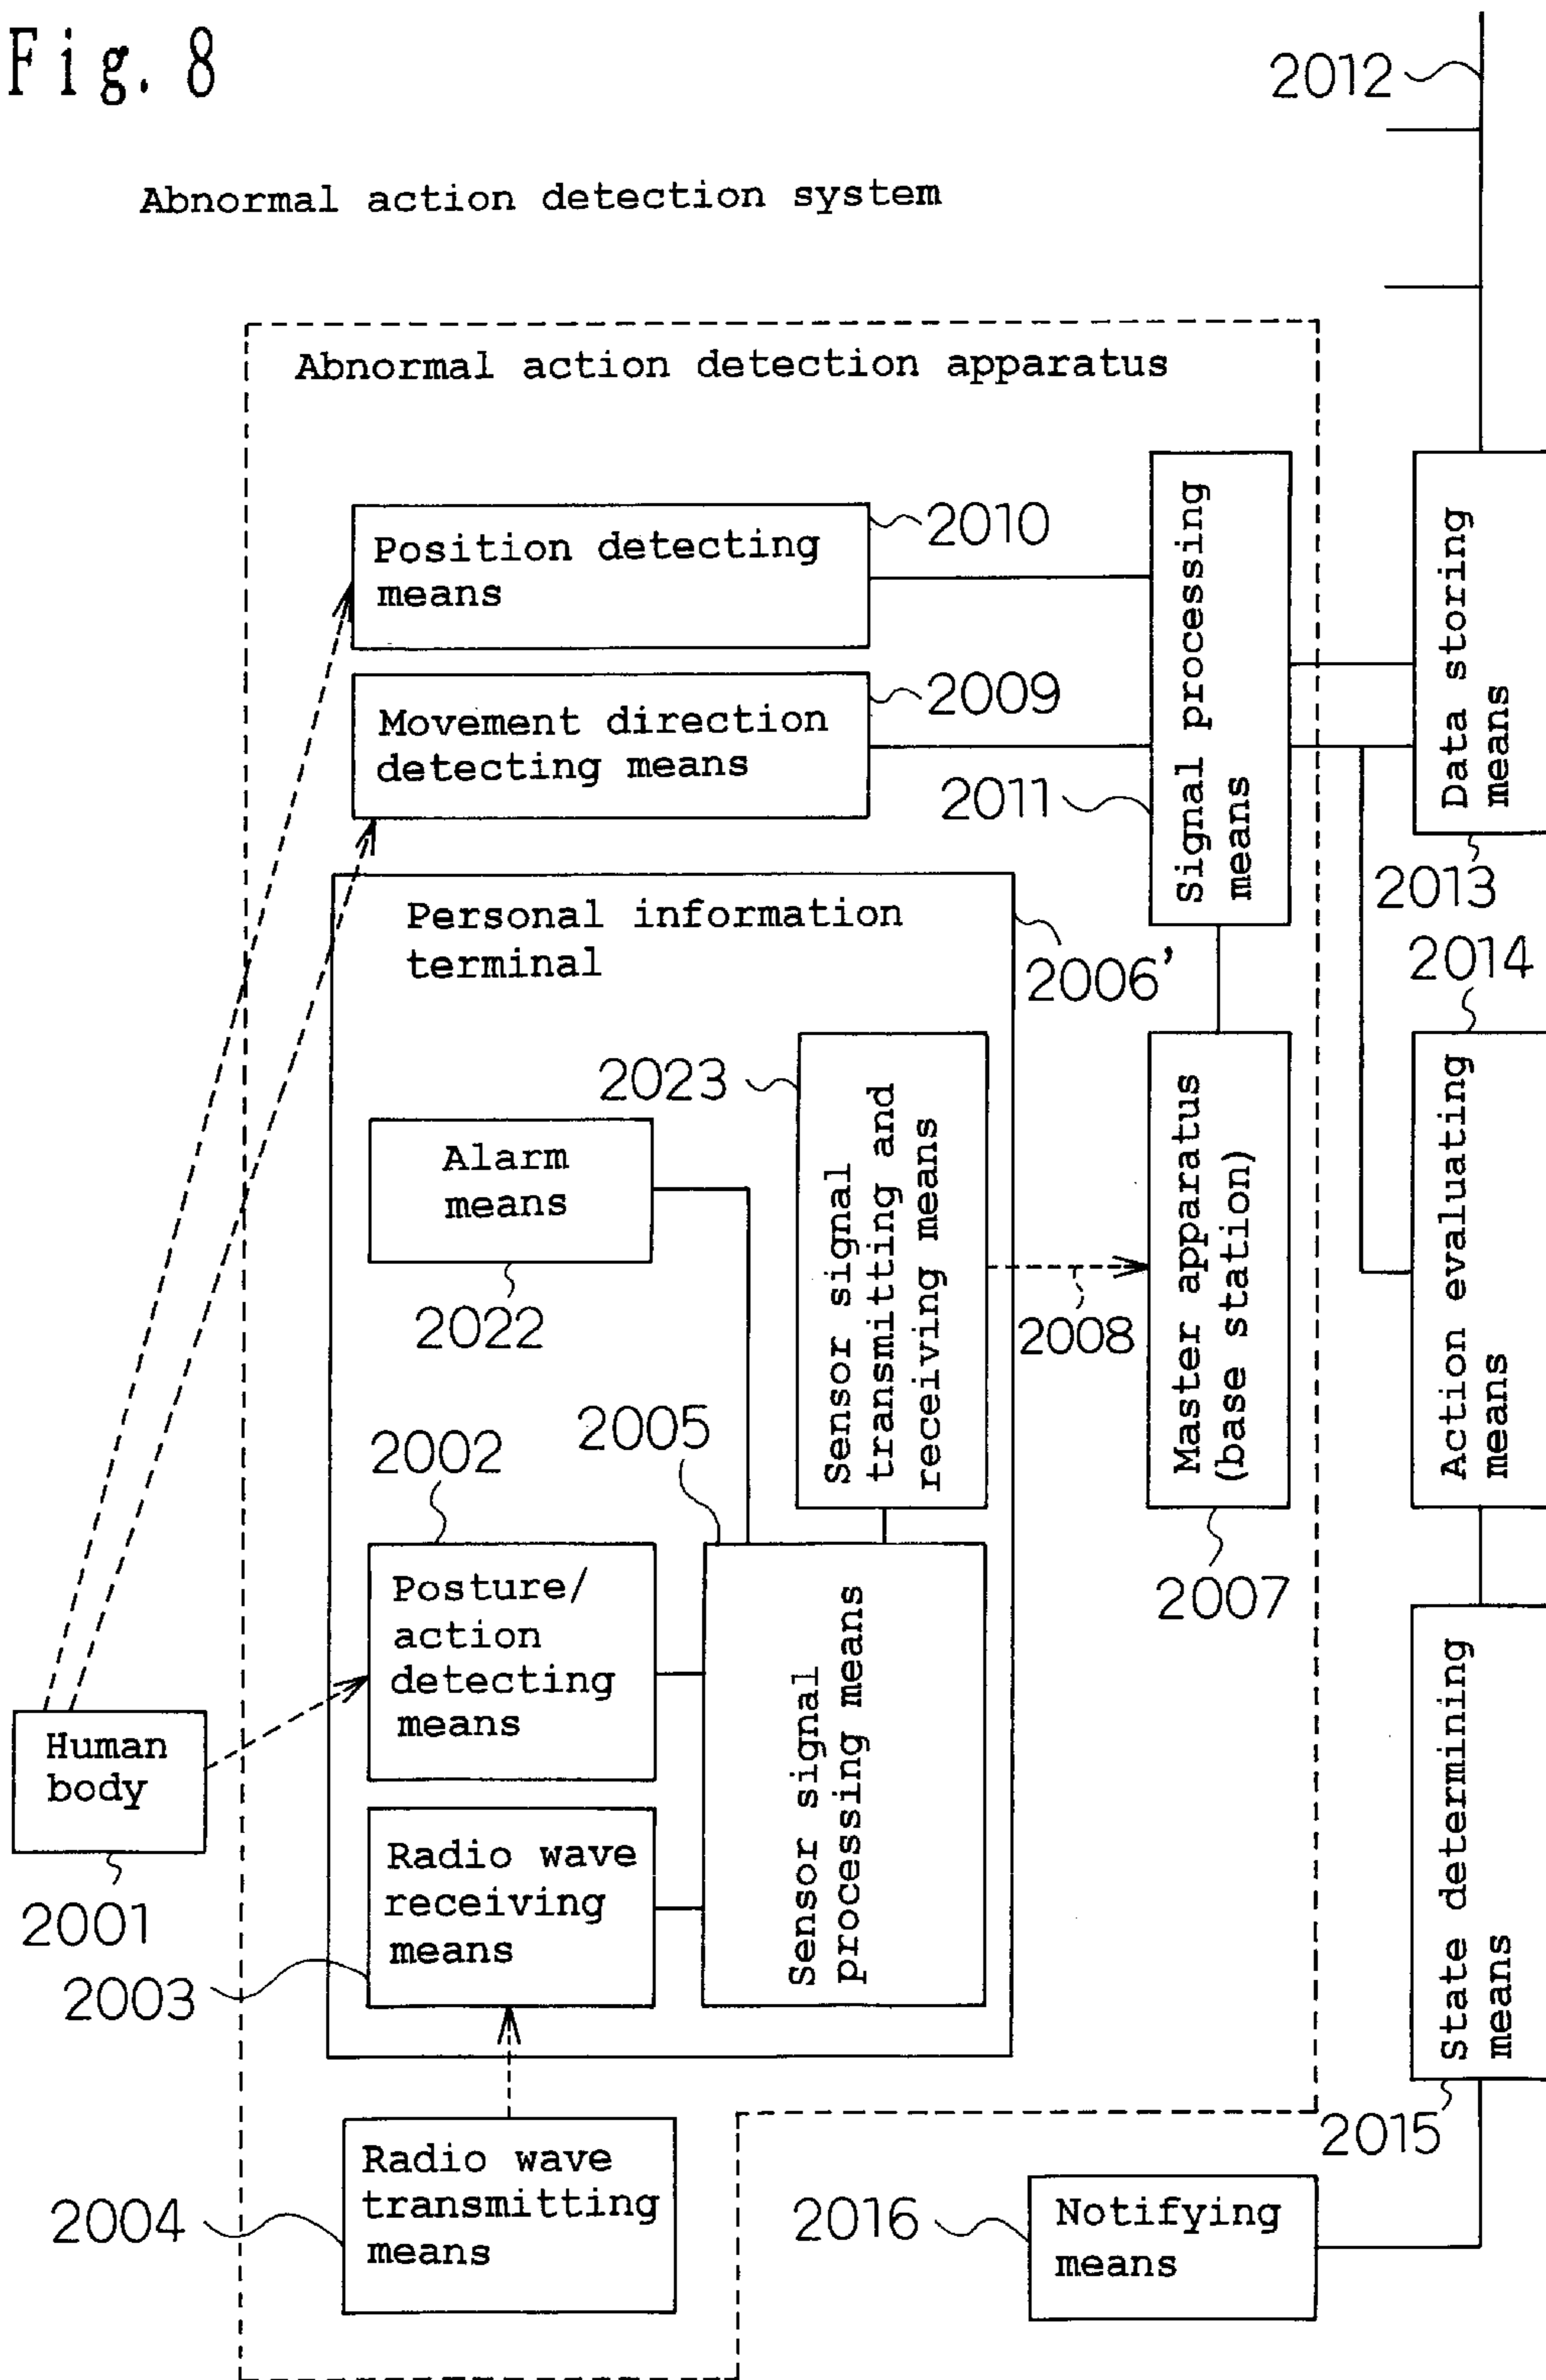 Fig. 8
2012
Abnormal action detection system
Abnormal action detection apparatus
Position detecting
means
2010
Movement direction
detecting means
2009
2011
Signal processing
means
Data storing
means
2013
Personal information
terminal
2006’
2014
2023
Alarm
means
2022
Sensor signal
transmitting and
receiving means
2008
Master apparatus
(base station)
2007
Action evaluating
means
2002
2005
Posture/
action
detecting
means
Sensor signal
processing means
Human
body
2001
Radio wave
receiving
means
2003
State determining
means
2015
Radio wave
transmitting
means
2004
2016
Notifying
means